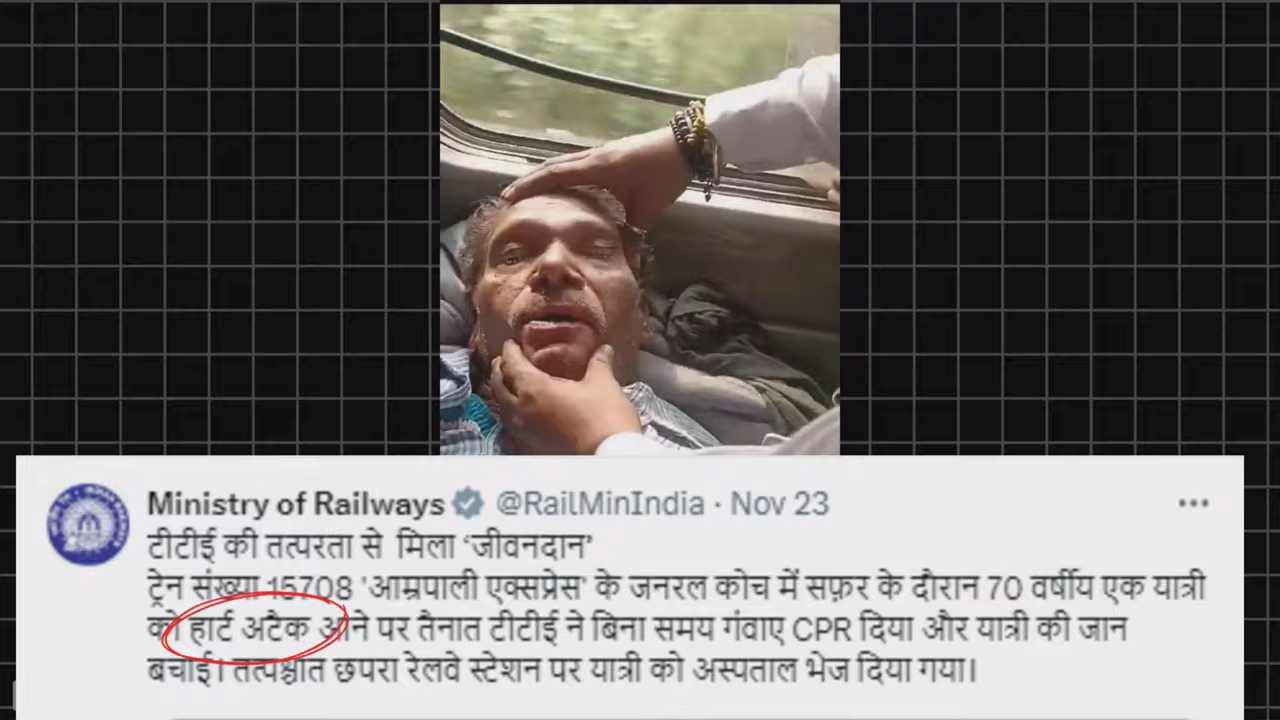 Ministry of Railways @RailMinIndia · Nov 23
टीटीई की तत्परता से मिला ‘जीवनदान’
ट्रेन संख्या 15708 'आम्रपाली एक्सप्रेस' के जनरल कोच में सफ़र के दौरान 70 वर्षीय एक यात्री
को हार्ट अटैक आने पर तैनात टीटीई ने बिना समय गंवाए CPR दिया और यात्री की जान
बचाई। तत्पश्चात छपरा रेलवे स्टेशन पर यात्री को अस्पताल भेज दिया गया।